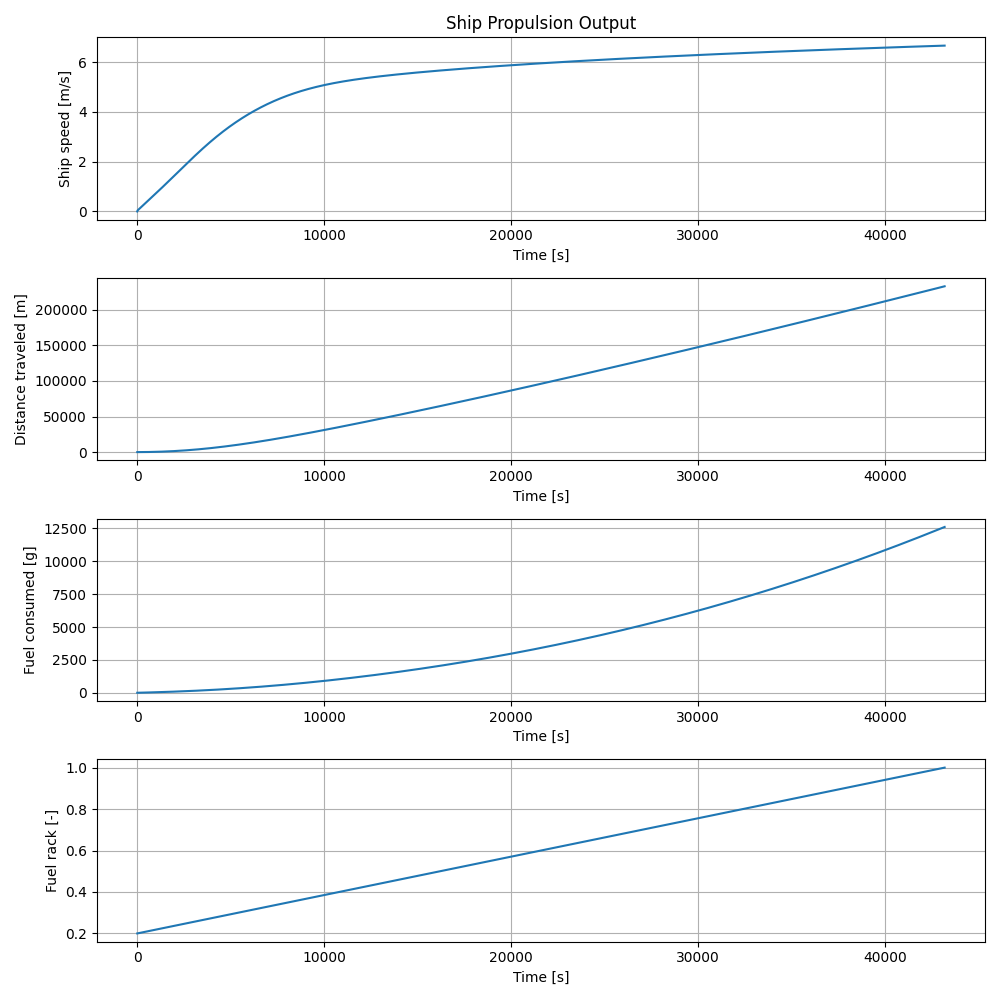 Ship Propulsion Output
Ship speed [m/s]
6
4
2
0
0 10000 20000 30000 40000
Time [s]
Distance traveled [m]
200000
150000
100000
50000
0
0 10000 20000 30000 40000
Time [s]
Fuel consumed [g]
12500
10000
7500
5000
2500
0
0 10000 20000 30000 40000
Time [s]
Fuel rack [-]
1.0
0.8
0.6
0.4
0.2
0 10000 20000 30000 40000
Time [s]